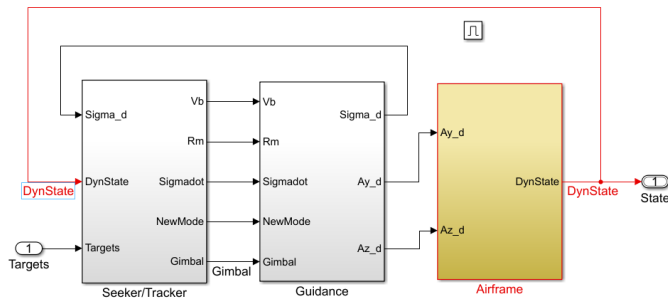 Vb
Vb
Sigma_d
Sigma_d
Ay_d
Rm
Rm
DynState
Sigmadot
Sigmadot
Ay_d
DynState
DynState
DynState
1
State
NewMode
NewMode
Az_d
1
Targets
Targets
Gimbal
Gimbal
Gimbal
Az_d
Seeker/Tracker
Guidance
Airframe